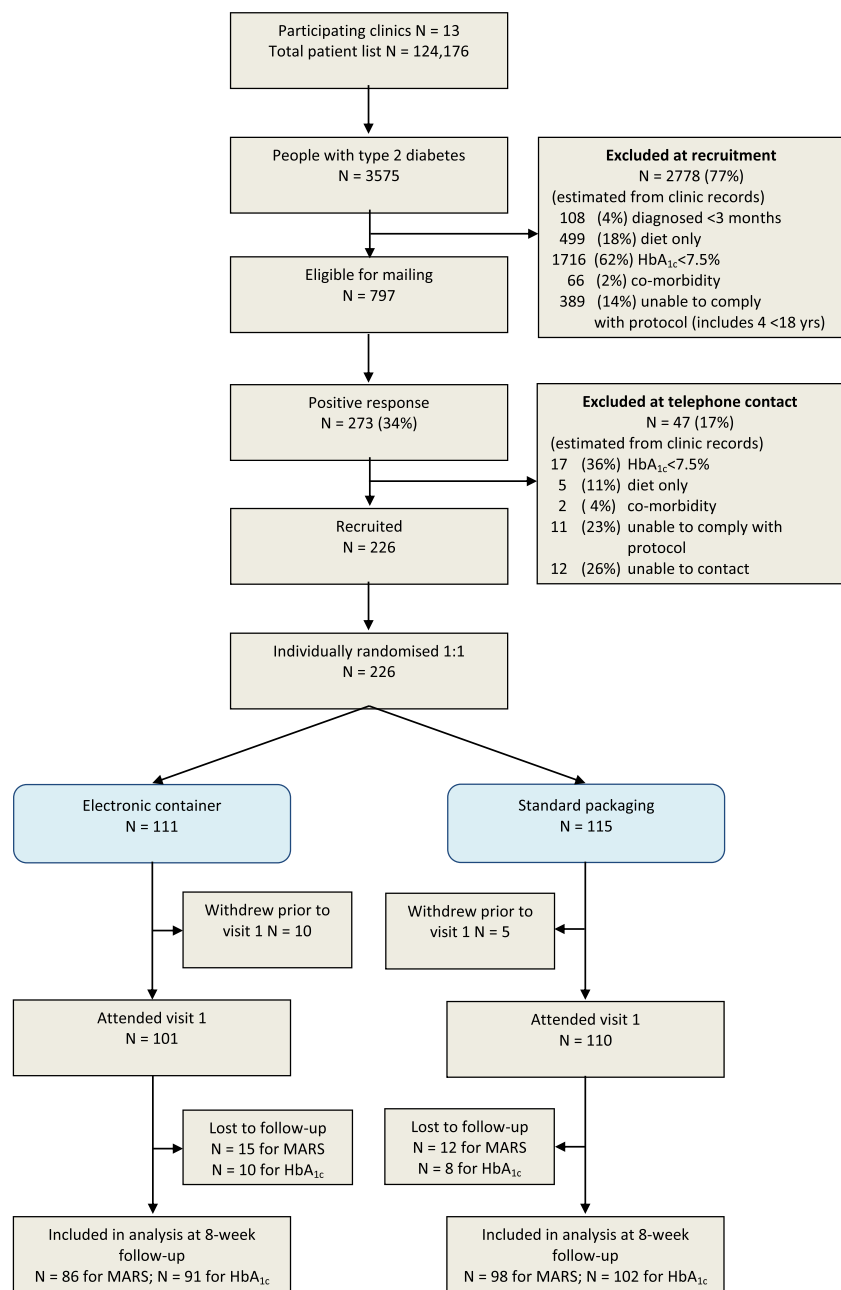 Participating clinics N = 13
Total patient list N = 124,176
People with type 2 diabetes
N = 3575
Excluded at recruitment
N = 2778 (77%)
(estimated from clinic records)
108 (4%) diagnosed <3 months
499 (18%) diet only
1716 (62%) HbA1c<7.5%
66 (2%) co-morbidity
389 (14%) unable to comply
with protocol (includes 4 <18 yrs)
Eligible for mailing
N = 797
Positive response
N = 273 (34%)
Excluded at telephone contact
N = 47 (17%)
(estimated from clinic records)
17 (36%) HbA1c<7.5%
5 (11%) diet only
2 ( 4%) co-morbidity
11 (23%) unable to comply with
protocol
12 (26%) unable to contact
Recruited
N = 226
Individually randomised 1:1
N = 226
Electronic container
N = 111
Standard packaging
N = 115
Withdrew prior to
visit 1 N = 10
Withdrew prior to
visit 1 N = 5
Attended visit 1
N = 101
Attended visit 1
N = 110
Lost to follow-up
N = 15 for MARS
N = 10 for HbA1c
Lost to follow-up
N = 12 for MARS
N = 8 for HbA1c
Included in analysis at 8-week
follow-up
N = 86 for MARS; N = 91 for HbA1c
Included in analysis at 8-week
follow-up
N = 98 for MARS; N = 102 for HbA1c